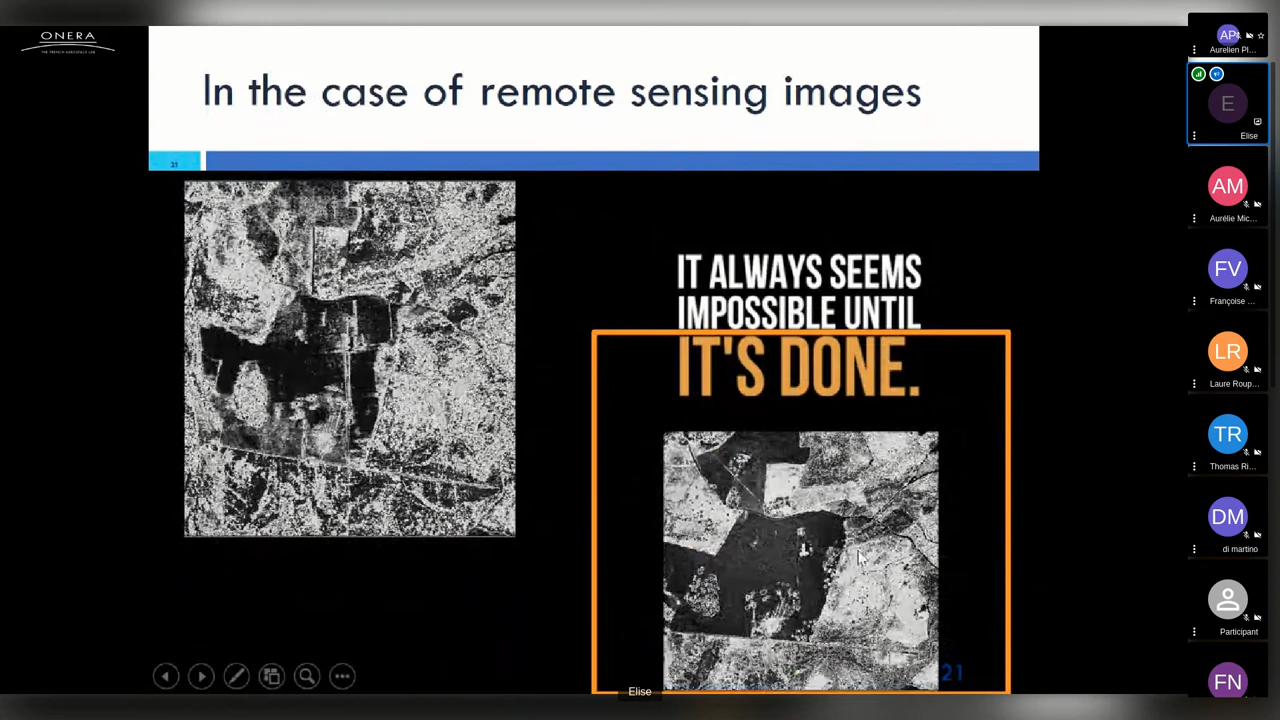 ONERA
THE FRENCH AEROSPACE LAB
In the case of remote sensing images
21
IT ALWAYS SEEMS
IMPOSSIBLE UNTIL
IT'S DONE.
21
Elise
AP
Aurelien Pl...
E
Elise
AM
Aurélie Mic...
FV
Françoise ...
LR
Laure Roup...
TR
Thomas Ri...
DM
di martino
Participant
FN